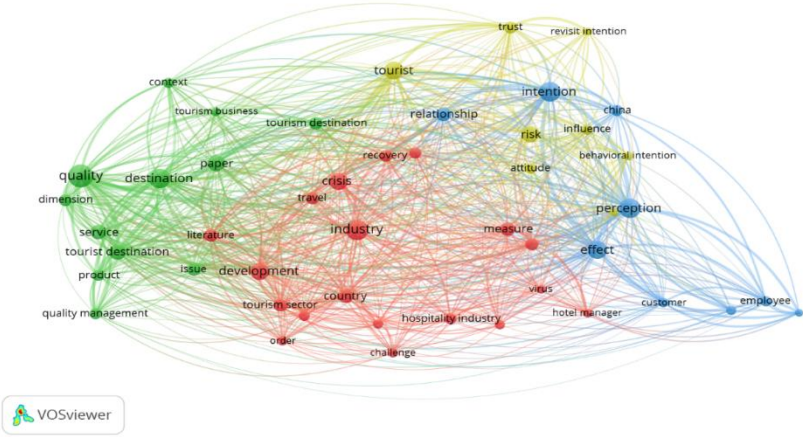 trust
revisit intention
tourist
context
intention
tourism business
relationship
china
tourism destination
risk
influence
recovery
behavioral intention
paper
attitude
quality
destination
crisis
travel
dimension
perception
service
literature
industry
measure
tourist destination
effect
product
issue
development
virus
country
tourism sector
customer
employee
quality management
hospitality industry
hotel manager
order
challenge
VOSviewer